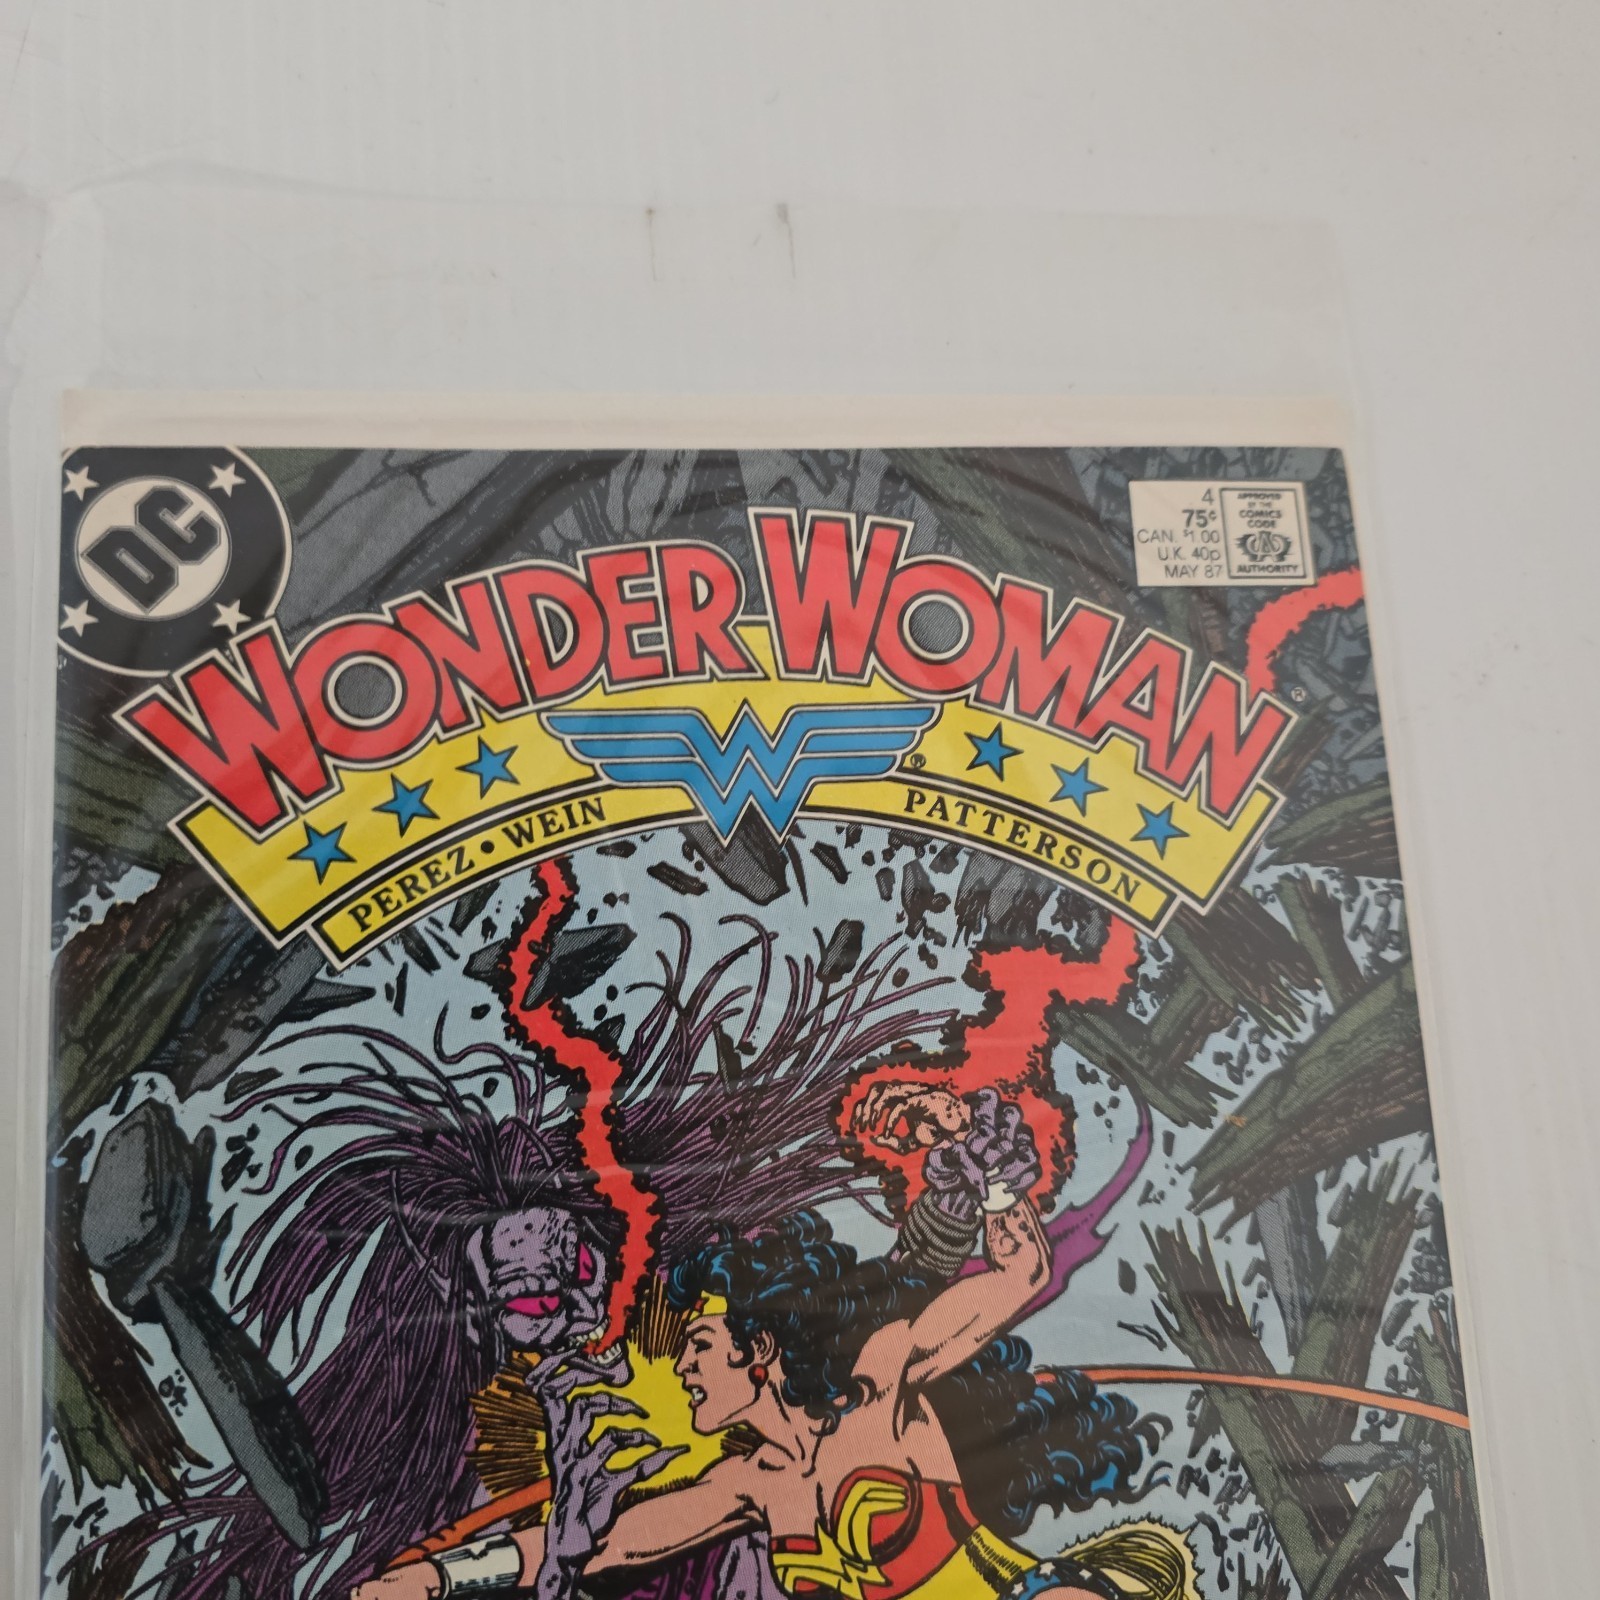 DC
4
75¢
CAN. $1.00
U.K. 40p
MAY 87
APPROVED
BY THE
COMICS
CODE
CA
AUTHORITY
WONDER WOMAN®
W®
PEREZ • WEIN
PATTERSON